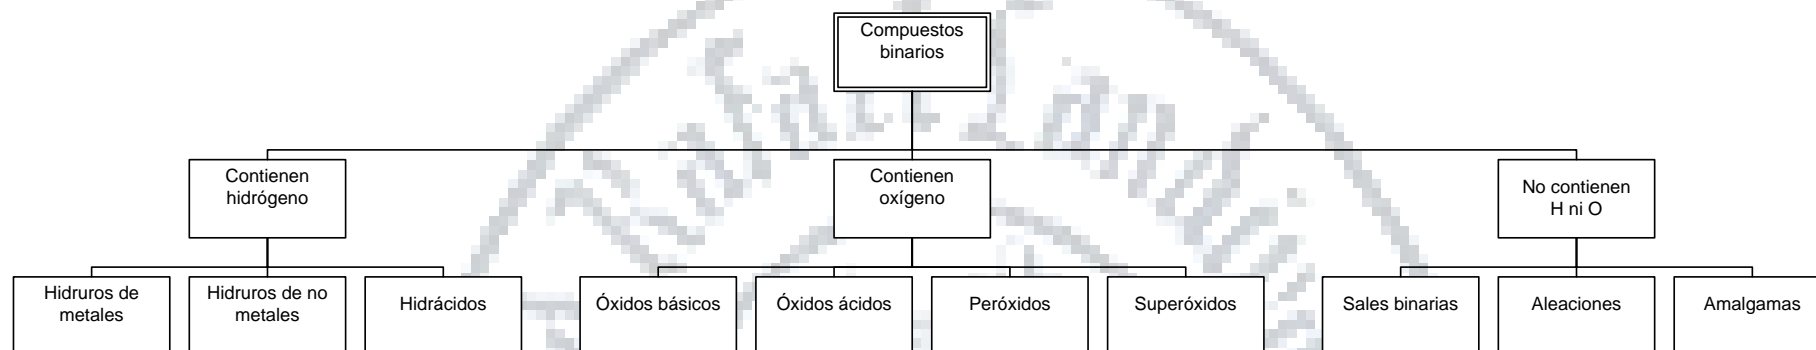 Compuestos
binarios
Contienen
hidrógeno
Contienen
oxígeno
No contienen
H ni O
Hidruros de
metales
Hidruros de no
metales
Hidrácidos
Óxidos básicos
Óxidos ácidos
Peróxidos
Superóxidos
Sales binarias
Aleaciones
Amalgamas